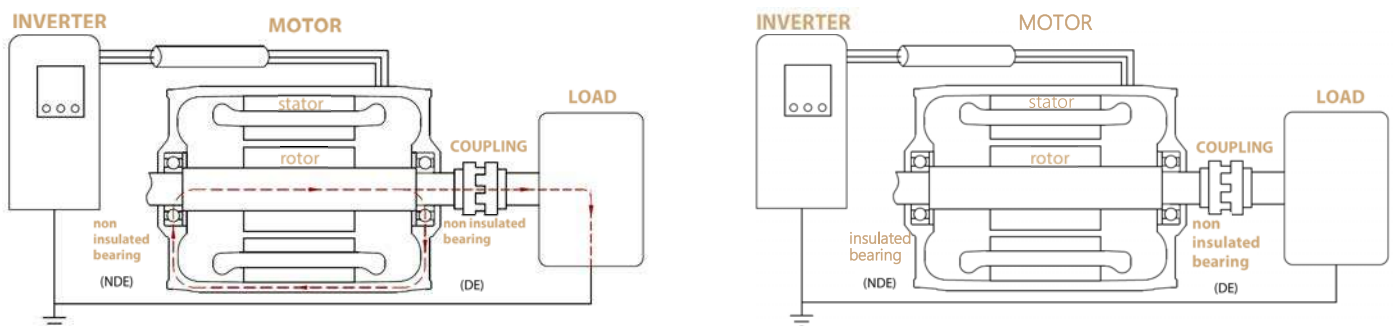 INVERTER
MOTOR
stator
LOAD
COUPLING
rotor
non
insulated
bearing
non insulated
bearing
(NDE)
(DE)
INVERTER
MOTOR
stator
LOAD
COUPLING
rotor
insulated
bearing
non
insulated
bearing
(NDE)
(DE)